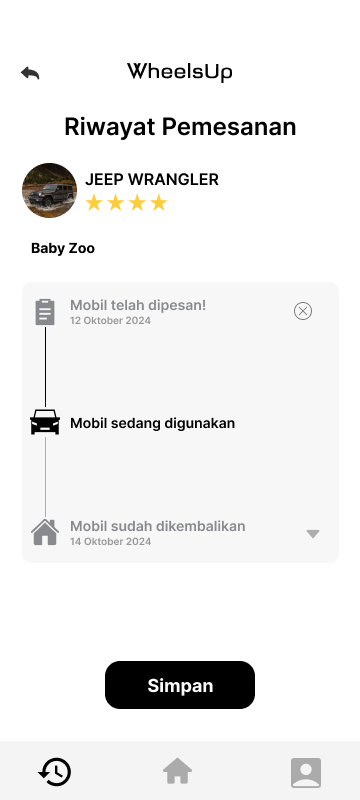 WheelsUp
Riwayat Pemesanan
JEEP WRANGLER
Baby Zoo
Mobil telah dipesan!
12 Oktober 2024
Mobil sedang digunakan
Mobil sudah dikembalikan
14 Oktober 2024
Simpan